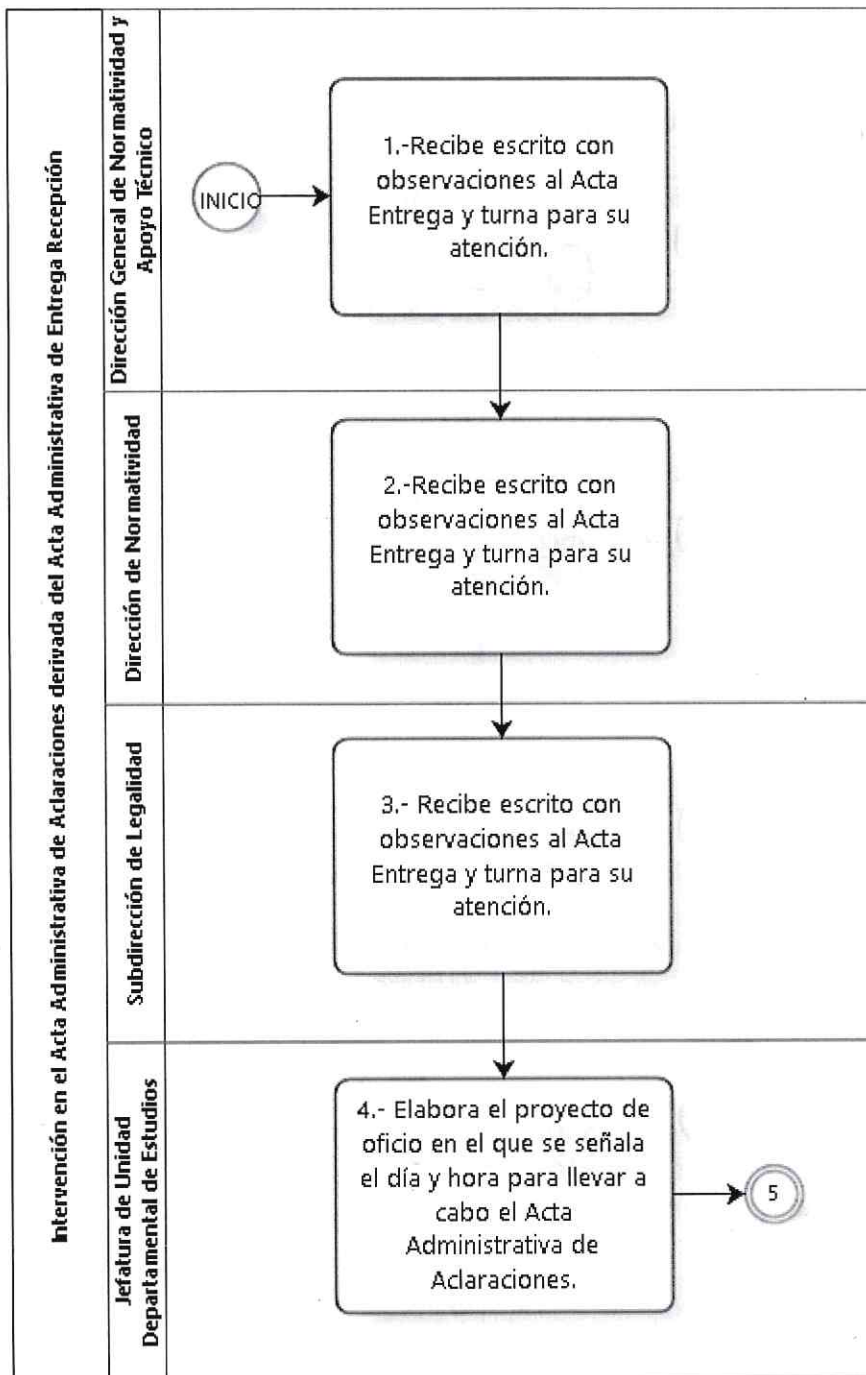 Intervención en el Acta Administrativa de Aclaraciones derivada del Acta Administrativa de Entrega Recepción
Dirección General de Normatividad y
Apoyo Técnico
INICIO
1.-Recibe escrito con
observaciones al Acta
Entrega y turna para su
atención.
Dirección de Normatividad
2.-Recibe escrito con
observaciones al Acta
Entrega y turna para su
atención.
Subdirección de Legalidad
3.- Recibe escrito con
observaciones al Acta
Entrega y turna para su
atención.
Jefatura de Unidad
Departamental de Estudios
4.- Elabora el proyecto de
oficio en el que se señala
el día y hora para llevar a
cabo el Acta
Administrativa de
Aclaraciones.
5